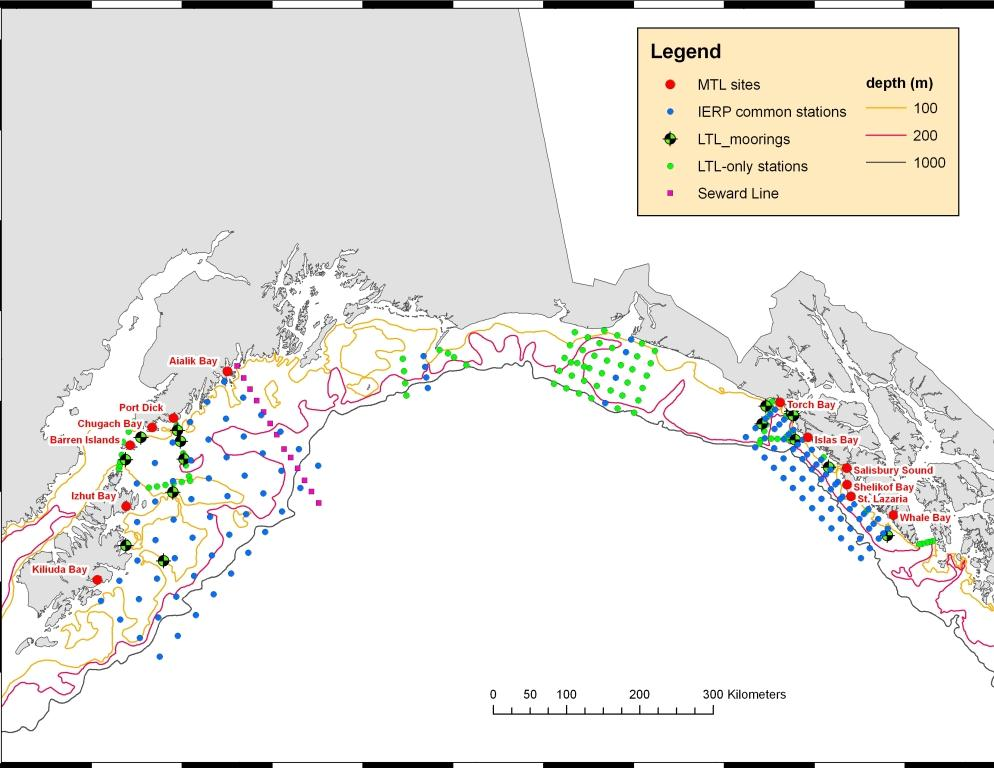 Legend
MTL sites
IERP common stations
LTL_moorings
LTL-only stations
Seward Line
depth (m)
100
200
1000
Aialik Bay
Port Dick
Chugach Bay
Barren Islands
Izhut Bay
Kiliuda Bay
Torch Bay
Islas Bay
Salisbury Sound
Shelikof Bay
St. Lazaria
Whale Bay
0 50 100 200 300 Kilometers